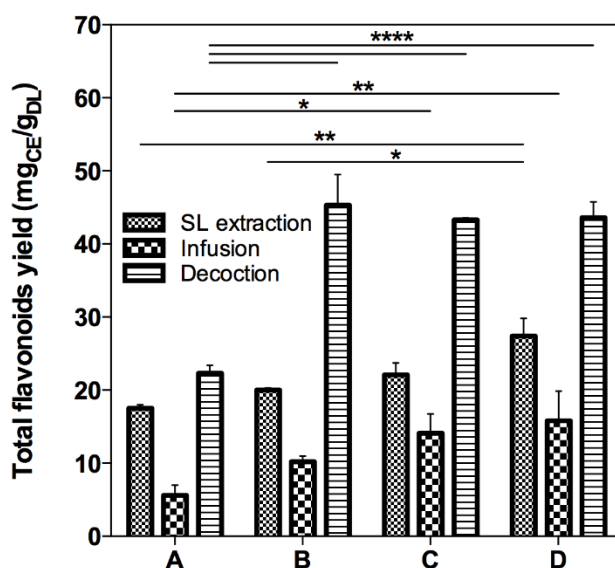 Total flavonoids yield (mgCE/gDL)
70
60
50
40
30
20
10
0
****
**
*
**
*
SL extraction
Infusion
Decoction
A B C D